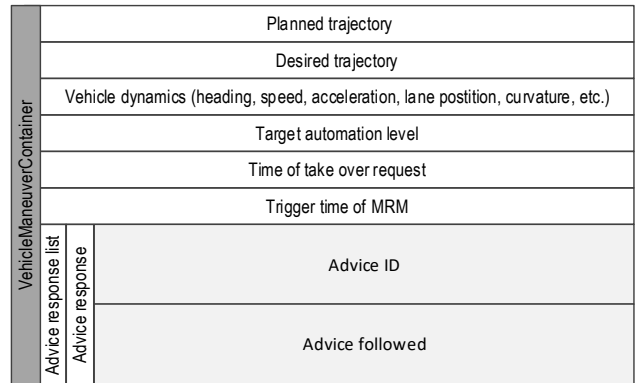 VehicleManeuverContainer
Planned trajectory
Desired trajectory
Vehicle dynamics (heading, speed, acceleration, lane postition, curvature, etc.)
Target automation level
Time of take over request
Trigger time of MRM
Advice response list
Advice response
Advice ID
Advice followed